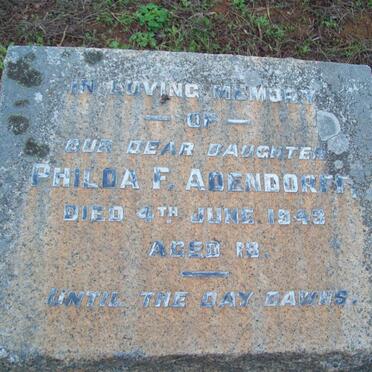 IN LOVING MEMORY
— OF —
OUR DEAR DAUGHTER
PHILDA F. ADENDORFF
DIED 4TH JUNE 1943
AGED 18.
UNTIL THE DAY DAWNS.